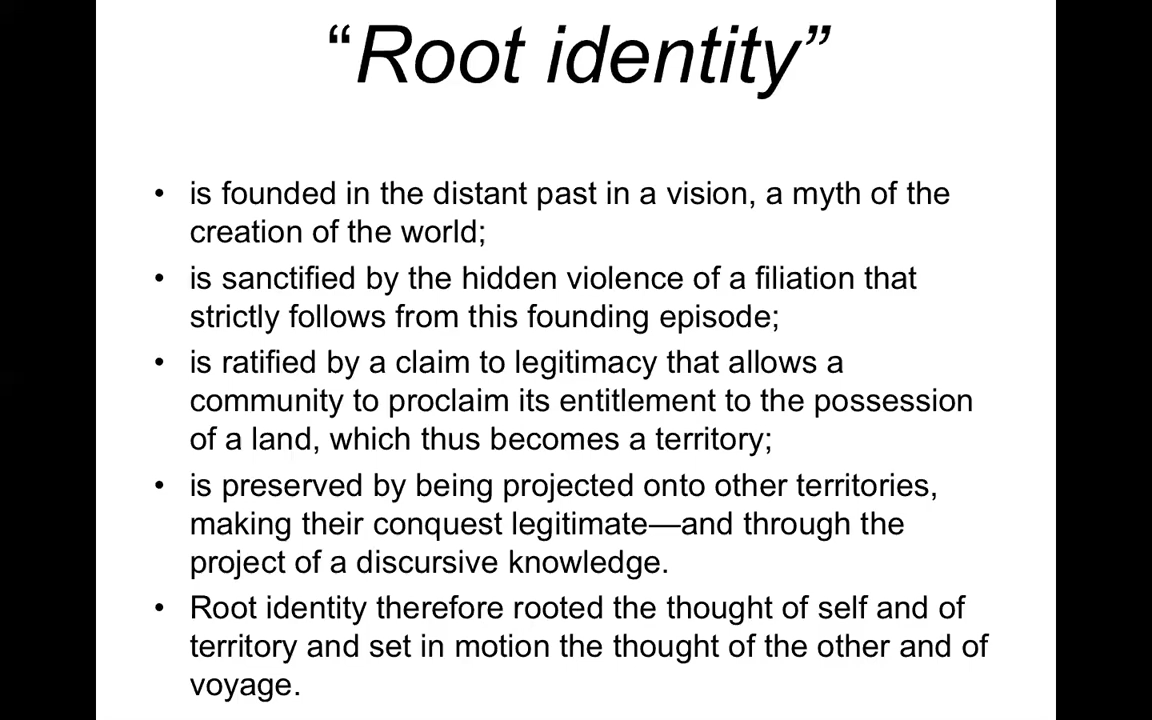 “Root identity”
• is founded in the distant past in a vision, a myth of the
creation of the world;
• is sanctified by the hidden violence of a filiation that
strictly follows from this founding episode;
• is ratified by a claim to legitimacy that allows a
community to proclaim its entitlement to the possession
of a land, which thus becomes a territory;
• is preserved by being projected onto other territories,
making their conquest legitimate—and through the
project of a discursive knowledge.
• Root identity therefore rooted the thought of self and of
territory and set in motion the thought of the other and of
voyage.